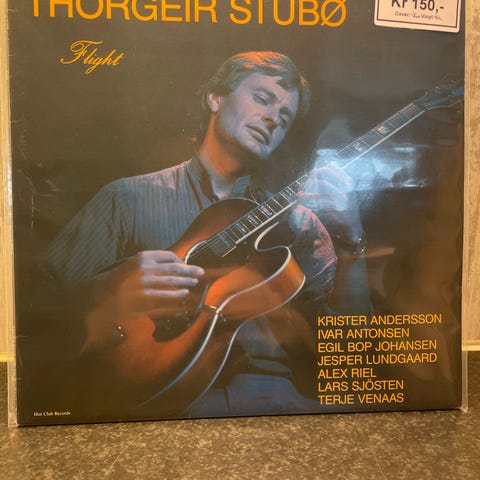 THORGEIR STUBØ
Kr 150,-
Flight
KRISTER ANDERSSON
IVAR ANTONSEN
EGIL BOP JOHANSEN
JESPER LUNDGAARD
ALEX RIEL
LARS SJÖSTEN
TERJE VENAAS
Hot Club Records